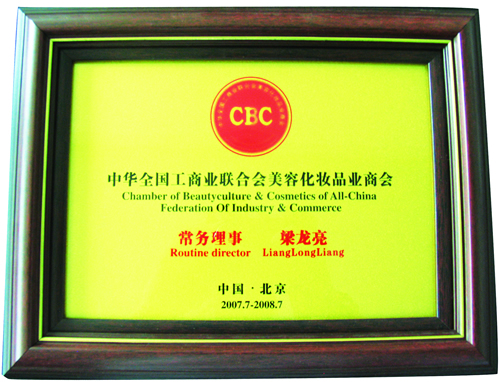 CBC
中华全国工商业联合会美容化妆品业商会
Chamber of Beautyculture & Cosmetics of All-China
Federation Of Industry & Commerce
常务理事 梁龙亮
Routine director LiangLongLiang
中国·北京
2007.7-2008.7